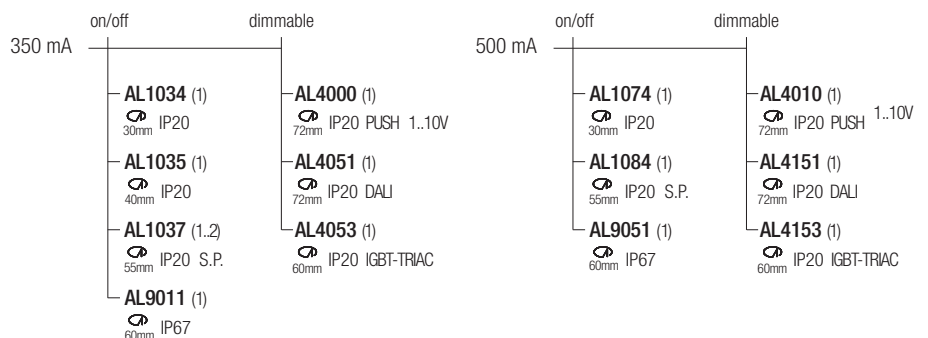 on/off dimmable
350 mA
AL1034 (1)
30mm IP20
AL1035 (1)
40mm IP20
AL1037 (1..2)
55mm IP20 S.P.
AL9011 (1)
60mm IP67
AL4000 (1)
72mm IP20 PUSH 1..10V
AL4051 (1)
72mm IP20 DALI
AL4053 (1)
60mm IP20 IGBT-TRIAC
on/off dimmable
500 mA
AL1074 (1)
30mm IP20
AL1084 (1)
55mm IP20 S.P.
AL9051 (1)
60mm IP67
AL4010 (1)
72mm IP20 PUSH 1..10V
AL4151 (1)
72mm IP20 DALI
AL4153 (1)
60mm IP20 IGBT-TRIAC